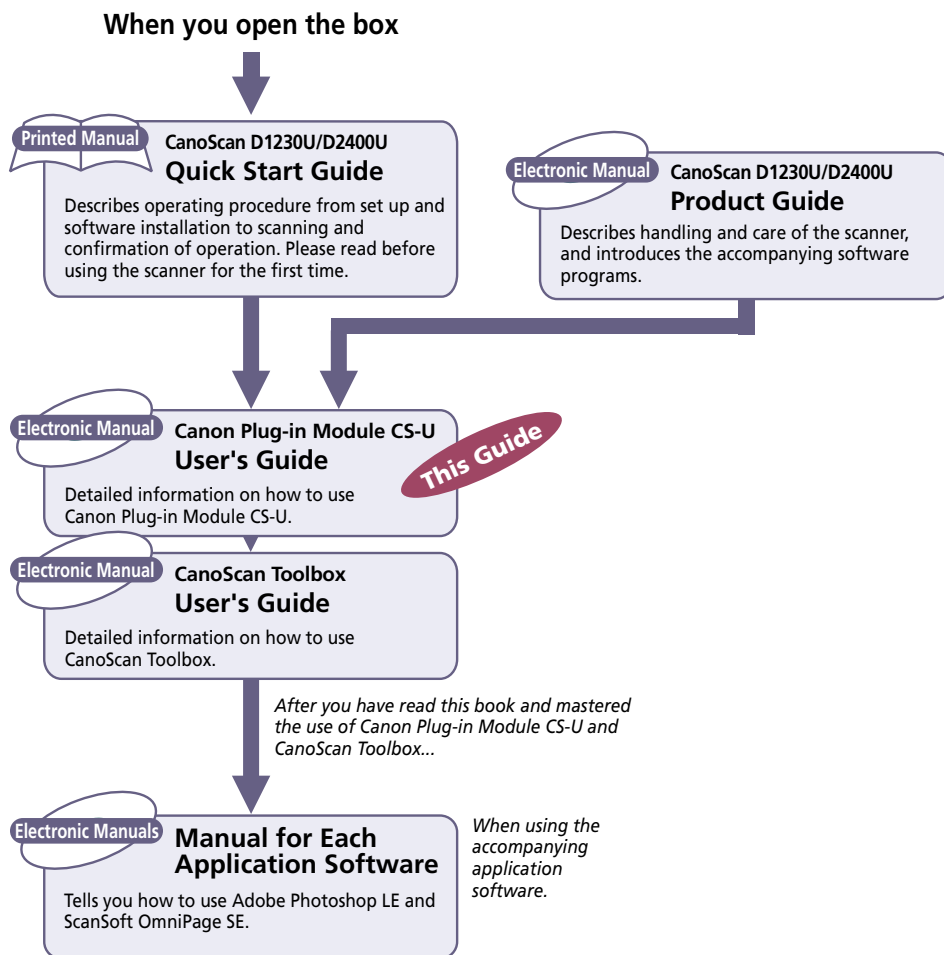 When you open the box
Printed Manual
CanoScan D1230U/D2400U
Quick Start Guide
Describes operating procedure from set up and
software installation to scanning and
confirmation of operation. Please read before
using the scanner for the first time.
Electronic Manual
CanoScan D1230U/D2400U
Product Guide
Describes handling and care of the scanner,
and introduces the accompanying software
programs.
Electronic Manual
Canon Plug-in Module CS-U
User's Guide
This Guide
Detailed information on how to use
Canon Plug-in Module CS-U.
Electronic Manual
CanoScan Toolbox
User's Guide
Detailed information on how to use
CanoScan Toolbox.
After you have read this book and mastered
the use of Canon Plug-in Module CS-U and
CanoScan Toolbox...
Electronic Manuals
Manual for Each
Application Software
Tells you how to use Adobe Photoshop LE and
ScanSoft OmniPage SE.
When using the
accompanying
application
software.